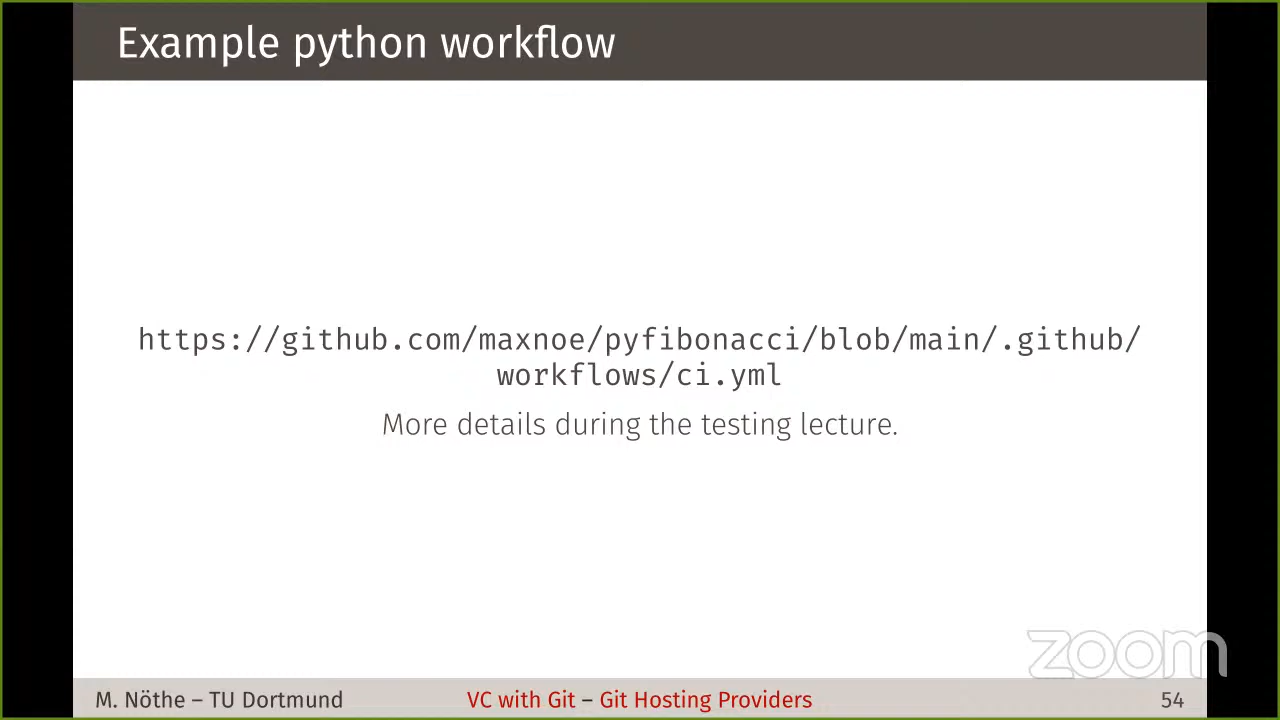 Example python workflow
https://github.com/maxnoe/pyfibonacci/blob/main/.github/
workflows/ci.yml
More details during the testing lecture.
zoom
M. Nöthe – TU Dortmund VC with Git – Git Hosting Providers 54